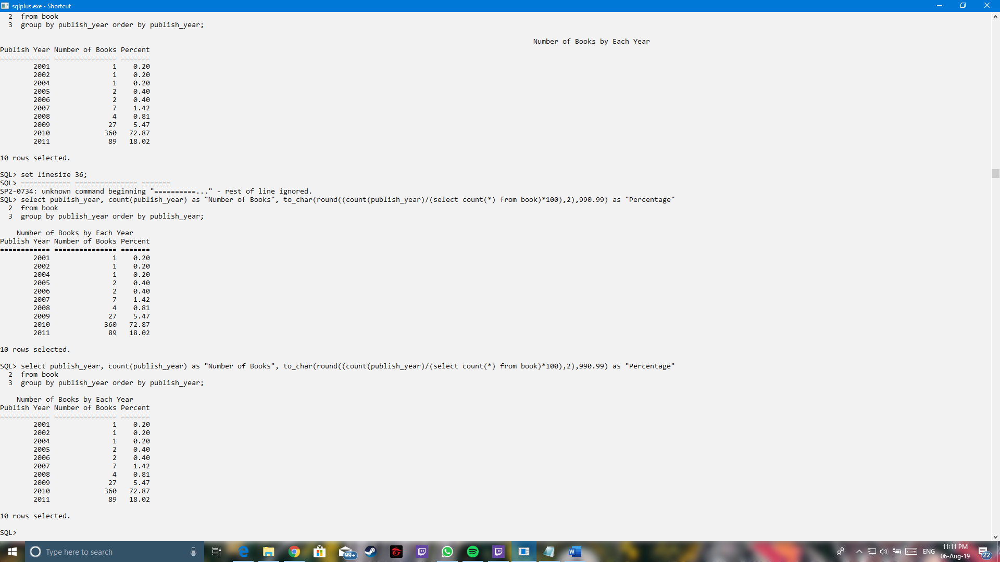 sqlplus.exe - Shortcut
  2  from book
  3  group by publish_year order by publish_year;
Number of Books by Each Year
Publish Year Number of Books Percent
============ =============== =======
        2001               1    0.20
        2002               1    0.20
        2004               1    0.20
        2005               2    0.40
        2006               2    0.40
        2007               7    1.42
        2008               4    0.81
        2009              27    5.47
        2010             360   72.87
        2011              89   18.02
10 rows selected.
SQL> set linesize 36;
SQL> ============ =============== =======
SP2-0734: unknown command beginning "==========..." - rest of line ignored.
SQL> select publish_year, count(publish_year) as "Number of Books", to_char(round((count(publish_year)/(select count(*) from book)*100),2),990.99) as "Percentage"
  2  from book
  3  group by publish_year order by publish_year;
    Number of Books by Each Year
Publish Year Number of Books Percent
============ =============== =======
        2001               1    0.20
        2002               1    0.20
        2004               1    0.20
        2005               2    0.40
        2006               2    0.40
        2007               7    1.42
        2008               4    0.81
        2009              27    5.47
        2010             360   72.87
        2011              89   18.02
10 rows selected.
SQL> select publish_year, count(publish_year) as "Number of Books", to_char(round((count(publish_year)/(select count(*) from book)*100),2),990.99) as "Percentage"
  2  from book
  3  group by publish_year order by publish_year;
    Number of Books by Each Year
Publish Year Number of Books Percent
============ =============== =======
        2001               1    0.20
        2002               1    0.20
        2004               1    0.20
        2005               2    0.40
        2006               2    0.40
        2007               7    1.42
        2008               4    0.81
        2009              27    5.47
        2010             360   72.87
        2011              89   18.02
10 rows selected.
SQL>
Type here to search
99+
W
ENG
11:11 PM
06-Aug-19
22